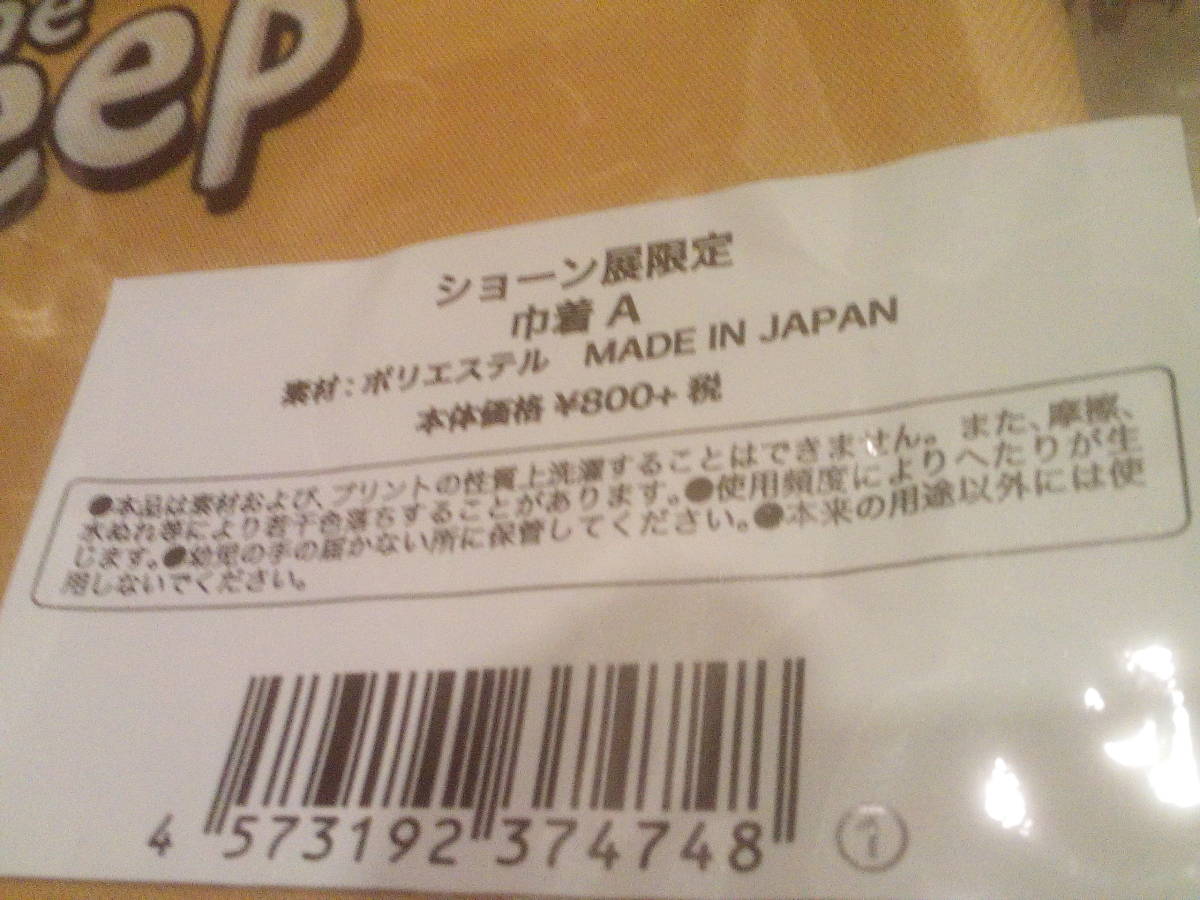 he
eep
ショーン展限定
巾着 A
素材：ポリエステル　MADE IN JAPAN
本体価格 ¥800+ 税
●本品は素材および、プリントの性質上洗濯することはできません。また、摩擦、
水ぬれ等により若干色落ちすることがあります。●使用頻度によりへたりが生
じます。●幼児の手の届かない所に保管してください。●本来の用途以外には使
用しないでください。
4 573192 374748
1